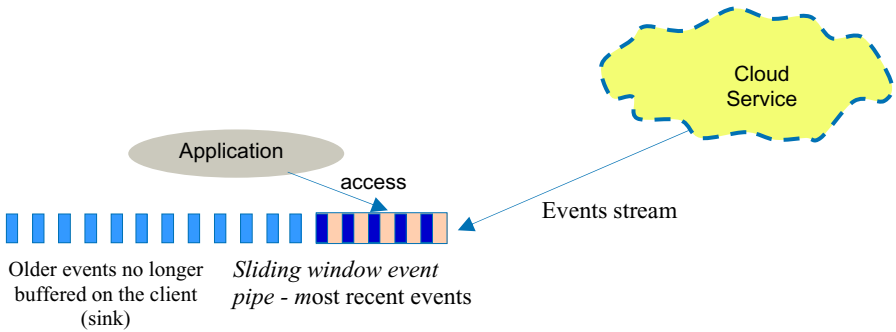 Cloud
Service
Application
access
Events stream
Older events no longer
buffered on the client
(sink)
Sliding window event
pipe - most recent events